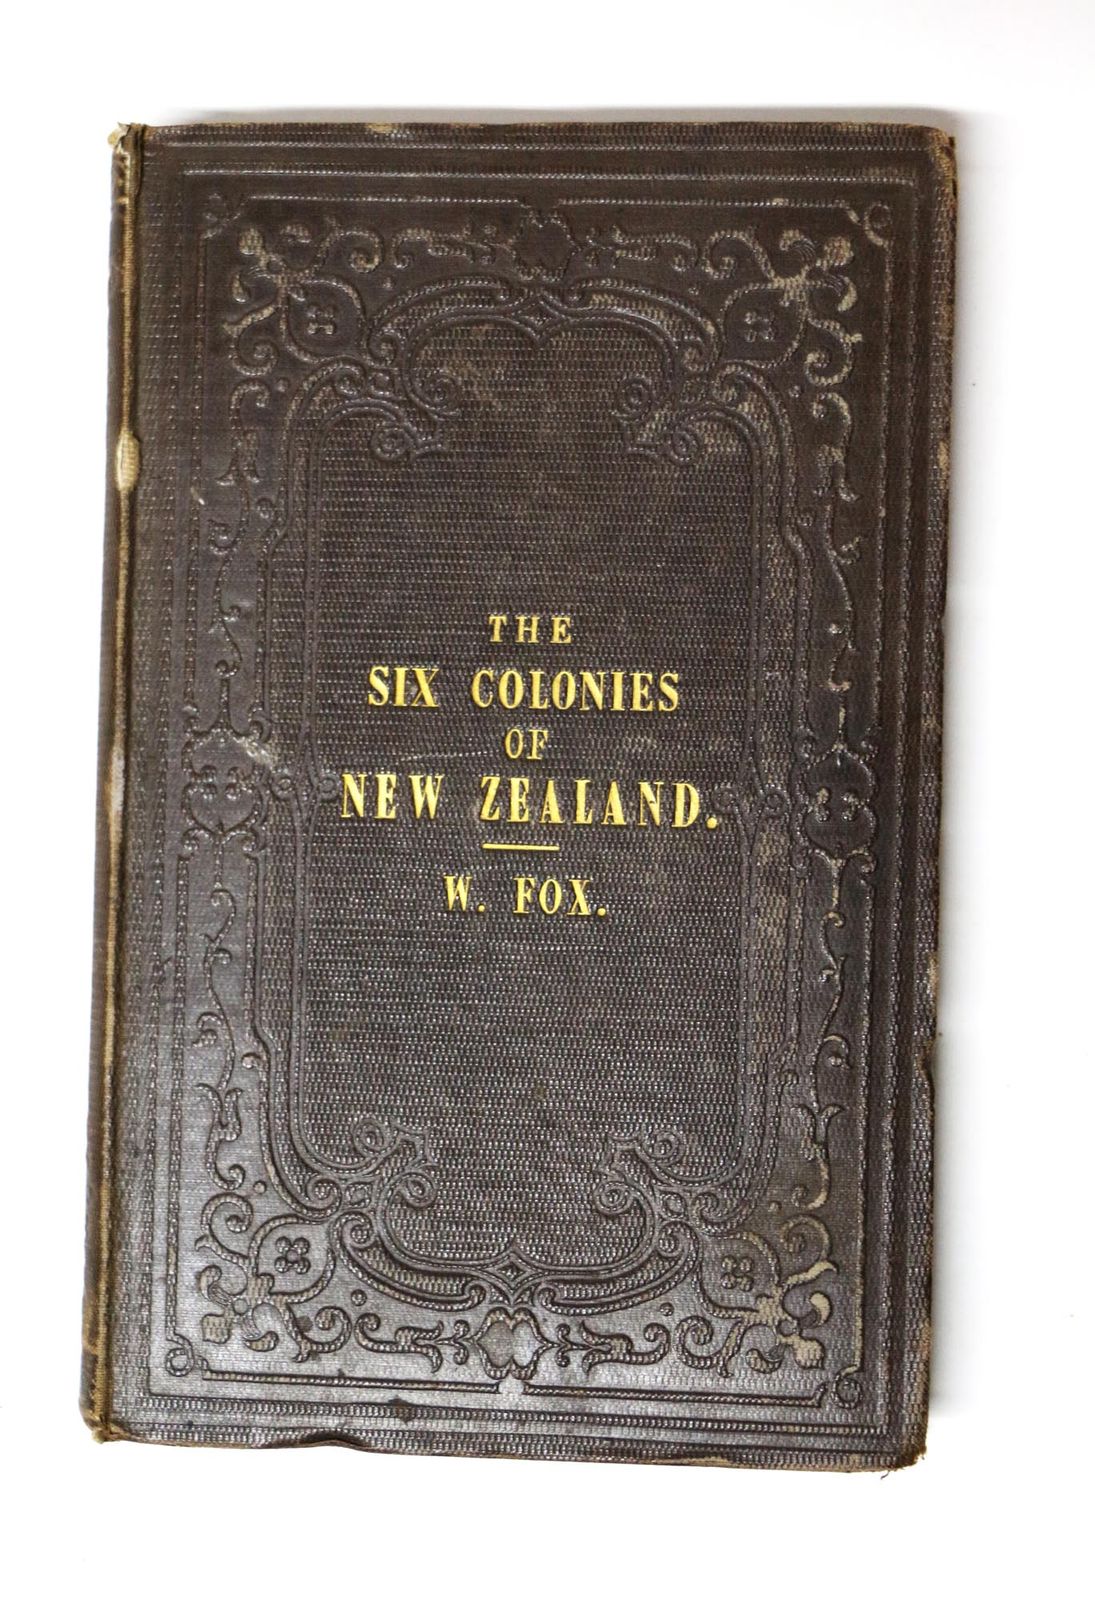 THE
SIX COLONIES
OF
NEW ZEALAND.
W. FOX.